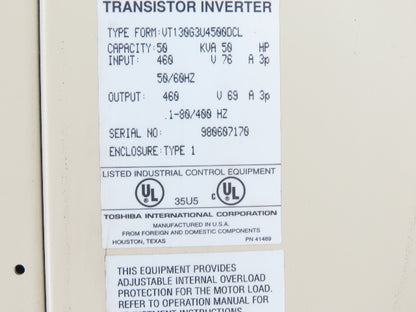 TRANSISTOR INVERTER
TYPE FORM:VT130G3U4500DCL
CAPACITY:50 KVA 50 HP
INPUT: 460 V 76 A 3p
50/60HZ
OUTPUT: 460 V 69 A 3p
.1-80/400 HZ
SERIAL NO: 980607170
ENCLOSURE:TYPE 1
LISTED INDUSTRIAL CONTROL EQUIPMENT
UL 35U5 c UL
TOSHIBA INTERNATIONAL CORPORATION
MANUFACTURED IN U.S.A.
FROM FOREIGN AND DOMESTIC COMPONENTS
HOUSTON, TEXAS PN 41489
THIS EQUIPMENT PROVIDES
ADJUSTABLE INTERNAL OVERLOAD
PROTECTION FOR THE MOTOR LOAD.
REFER TO OPERATION MANUAL FOR